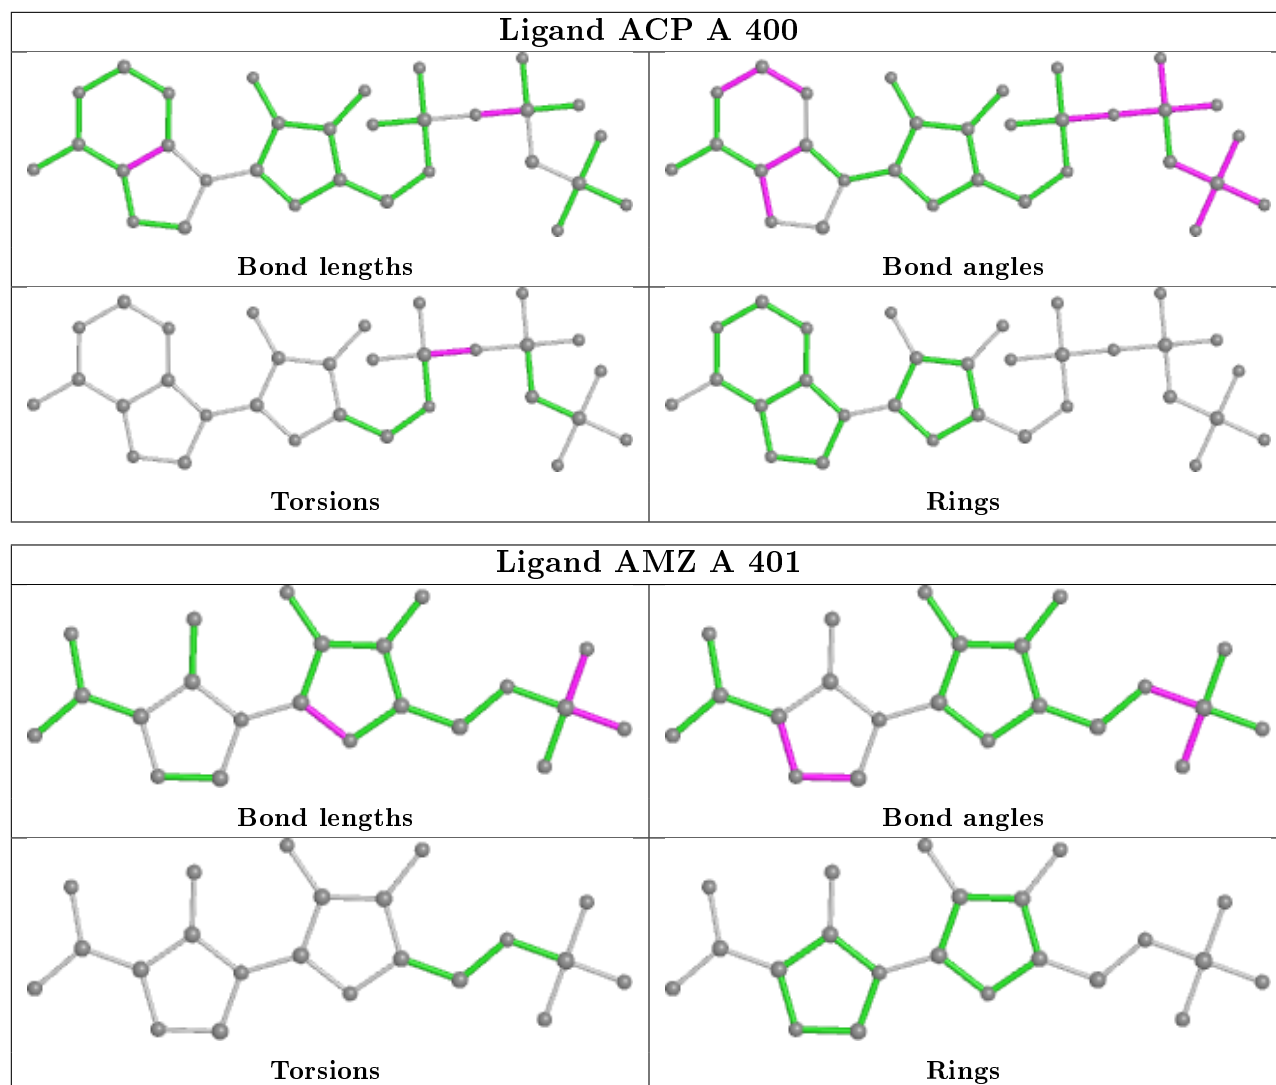 Ligand ACP A 400
Bond lengths
Bond angles
Torsions
Rings
Ligand AMZ A 401
Bond lengths
Bond angles
Torsions
Rings